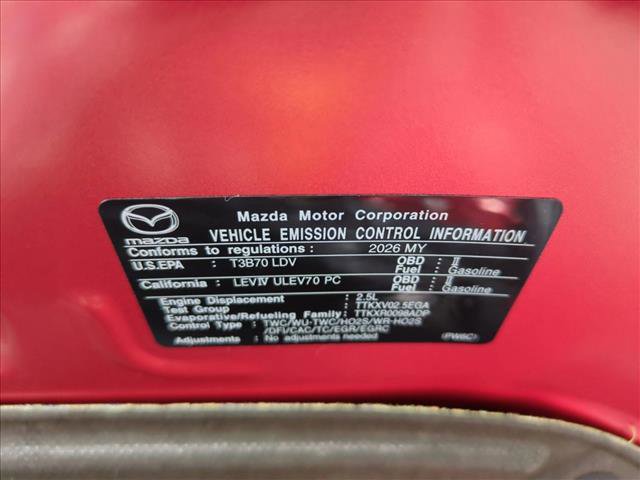 mazda
Mazda Motor Corporation
VEHICLE EMISSION CONTROL INFORMATION
Conforms to regulations : 2026 MY
U.S.EPA : T3B70 LDV OBD : II
Fuel : Gasoline
California : LEVIV ULEV70 PC OBD : II
Fuel : Gasoline
Engine Displacement : 2.5L
Test Group : TTKXV02.5EGA
Evaporative/Refueling Family: TTKXR0098ADP
Control Type : TWC/WU-TWC/HO2S/WR-HO2S
/DFI/CAC/TC/EGR/EGRC
Adjustments : No adjustments needed (PW6C)